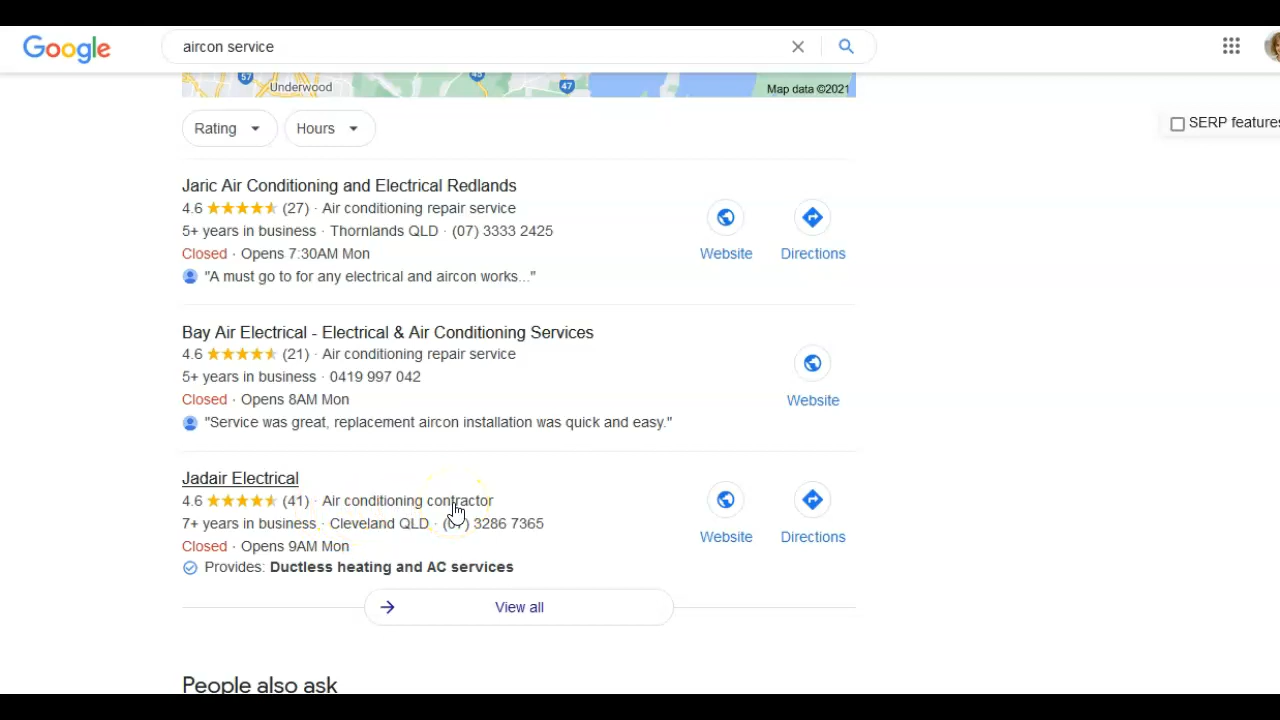 Google
aircon service
57
45
Underwood
47
Map data ©2021
Rating
Hours
SERP features
Jaric Air Conditioning and Electrical Redlands
4.6 (27) · Air conditioning repair service
5+ years in business · Thornlands QLD · (07) 3333 2425
Closed · Opens 7:30AM Mon
"A must go to for any electrical and aircon works..."
Website
Directions
Bay Air Electrical - Electrical & Air Conditioning Services
4.6 (21) · Air conditioning repair service
5+ years in business · 0419 997 042
Closed · Opens 8AM Mon
"Service was great, replacement aircon installation was quick and easy."
Website
Jadair Electrical
4.6 (41) · Air conditioning contractor
7+ years in business · Cleveland QLD · 3286 7365
Closed · Opens 9AM Mon
Provides: Ductless heating and AC services
Website
Directions
View all
People also ask